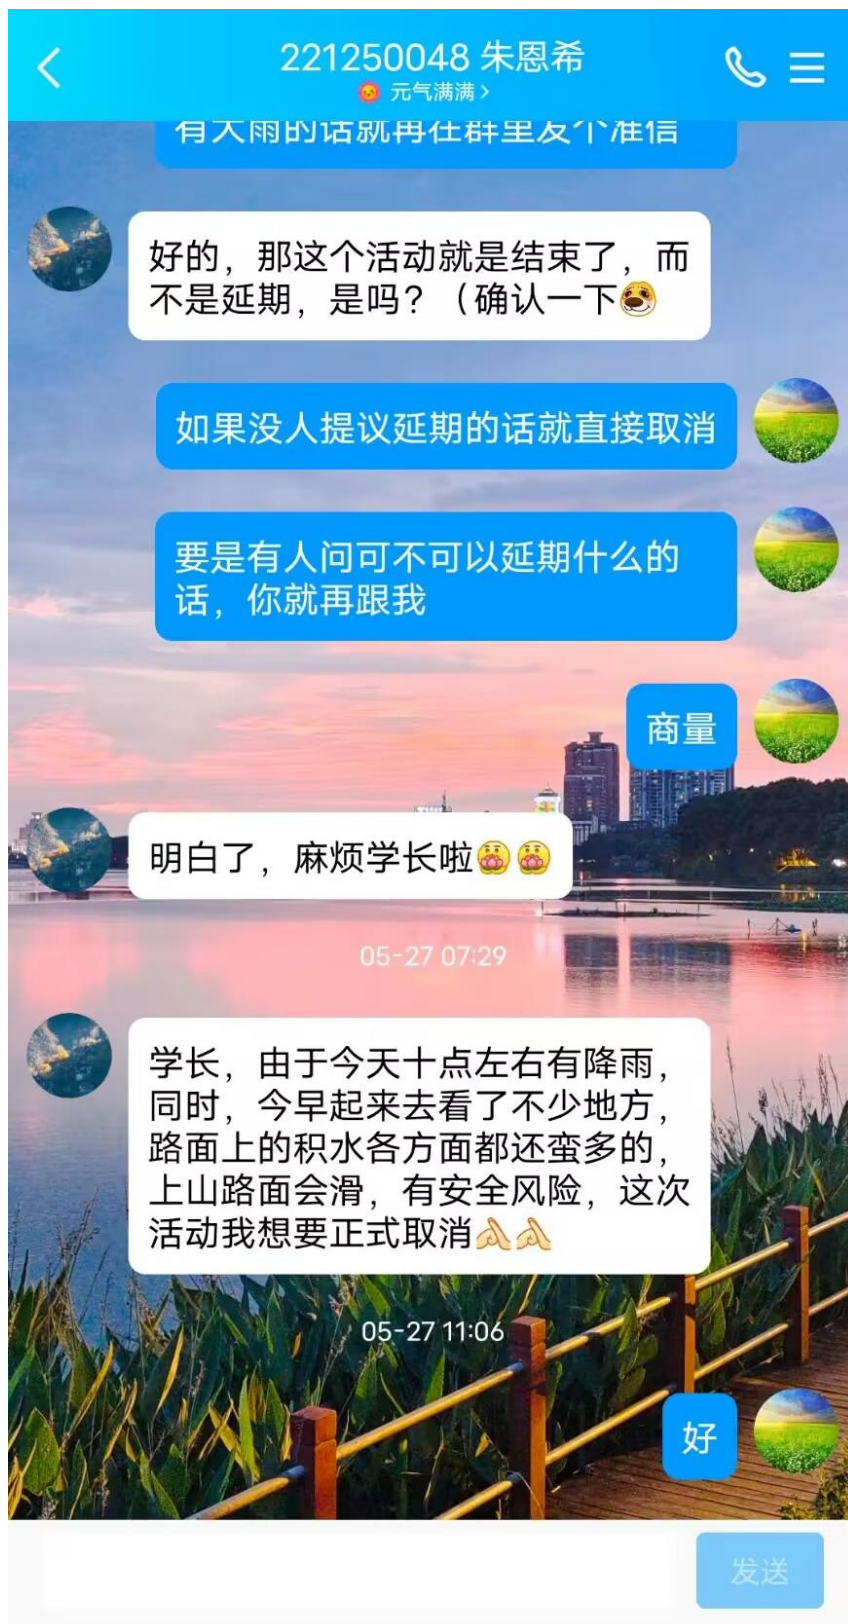 221250048 朱恩希
元气满满
有大雨的话就再在群里发个准信
好的，那这个活动就是结束了，而
不是延期，是吗？（确认一下
如果没人提议延期的话就直接取消
要是有人问可不可以延期什么的
话，你就再跟我
商量
明白了，麻烦学长啦
05-27 07:29
学长，由于今天十点左右有降雨，
同时，今早起来去看了不少地方，
路面上的积水各方面都还蛮多的，
上山路面会滑，有安全风险，这次
活动我想要正式取消
05-27 11:06
好
发送